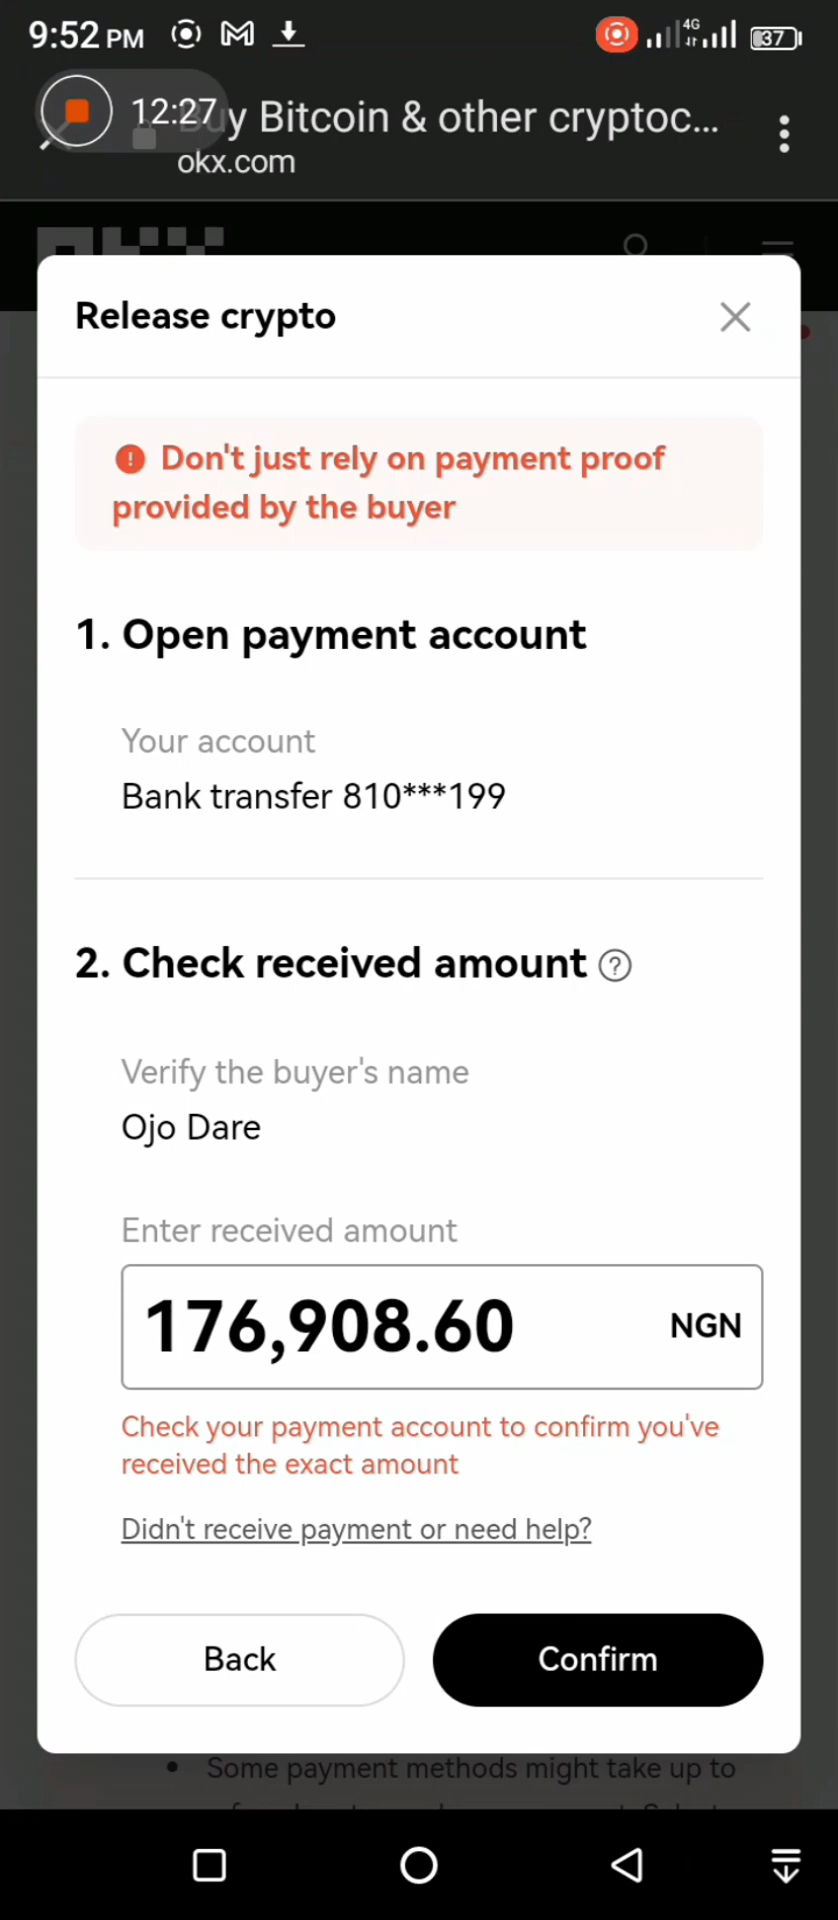 9:52 PM
4G
37
12:27
y Bitcoin & other cryptoc...
okx.com
Release crypto
Don't just rely on payment proof
provided by the buyer
1. Open payment account
Your account
Bank transfer 810***199
2. Check received amount ?
Verify the buyer's name
Ojo Dare
Enter received amount
176,908.60 NGN
Check your payment account to confirm you've
received the exact amount
Didn't receive payment or need help?
Back
Confirm
• Some payment methods might take up to